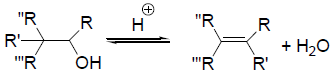 "R R H⊕ "R R
R' R' + H₂O
'"R OH '"R